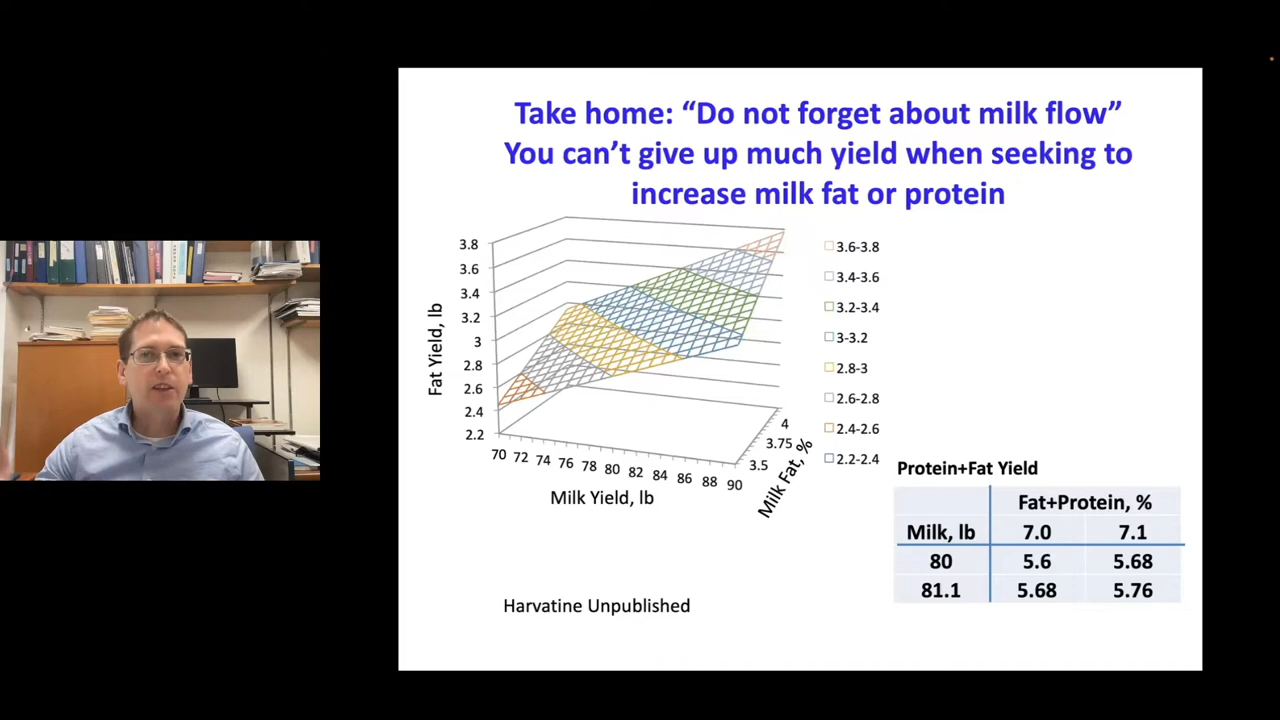 Take home: “Do not forget about milk flow”
You can’t give up much yield when seeking to
increase milk fat or protein
Fat Yield, lb
3.8
3.6
3.4
3.2
3
2.8
2.6
2.4
2.2
70 72 74 76 78 80 82 84 86 88 90
Milk Yield, lb
3.5
3.75
4
Milk Fat, %
3.6-3.8
3.4-3.6
3.2-3.4
3-3.2
2.8-3
2.6-2.8
2.4-2.6
2.2-2.4
Protein+Fat Yield
Fat+Protein, %
Milk, lb 7.0 7.1
80 5.6 5.68
81.1 5.68 5.76
Harvatine Unpublished